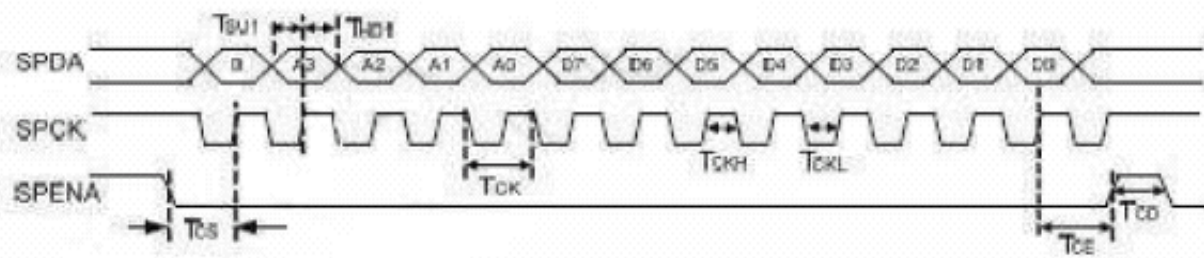 TSU1 THD1
SPDA A3 A2 A1 A0 D7 D6 D5 D4 D3 D2 D1 D0
SPCK
TCK TCKH TCKL
SPENA
TCS TCE TCD